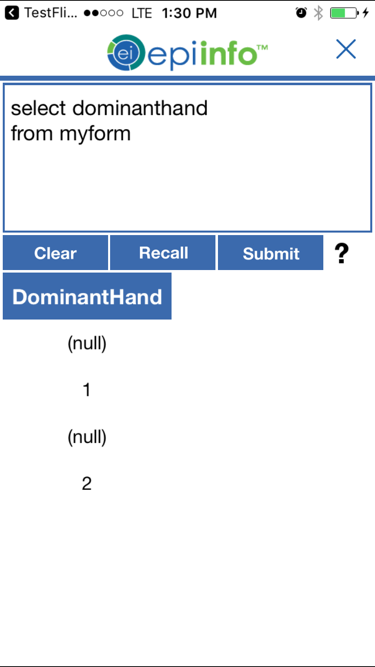 TestFli... LTE 1:30 PM
ei epiinfo™
select dominanthand
from myform
Clear Recall Submit ?
DominantHand
(null)
1
(null)
2